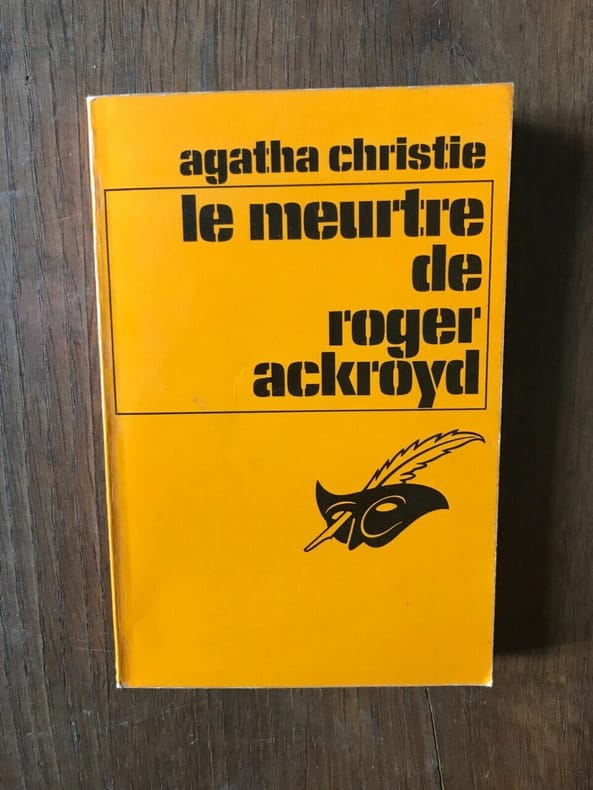 agatha christie
le meurtre
de
roger
ackroyd